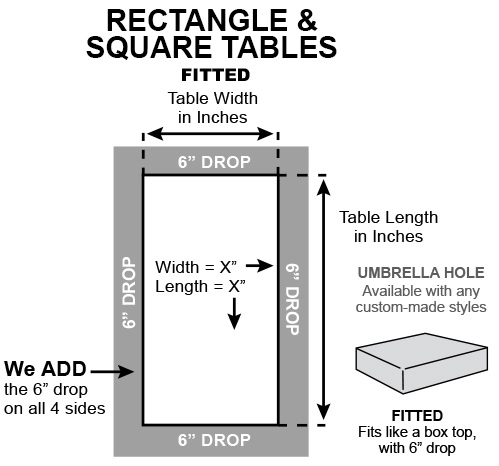 RECTANGLE &
SQUARE TABLES
FITTED
Table Width
in Inches
6” DROP
Table Length
in Inches
Width = X”
Length = X”
6” DROP
6” DROP
UMBRELLA HOLE
Available with any
custom-made styles
We ADD
the 6” drop
on all 4 sides
6” DROP
FITTED
Fits like a box top,
with 6” drop